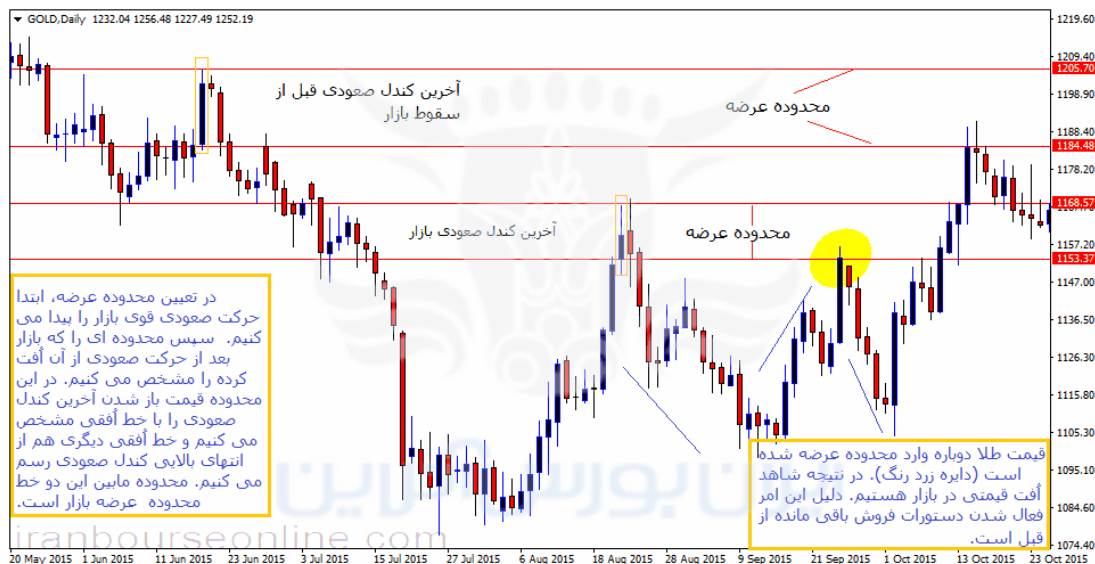 GOLD,Daily 1232.04 1256.48 1227.49 1252.19
1219.60
1209.40
1205.70
1198.90
1188.40
1184.48
1178.20
1168.57
1157.20
1153.37
1147.00
1136.50
1126.30
1115.80
1105.30
1095.10
1084.60
1074.40
آخرین کندل صعودی قبل از
سقوط بازار
محدوده عرضه
آخرین کندل صعودی بازار
محدوده عرضه
در تعیین محدوده عرضه، ابتدا
حرکت صعودی قوی بازار را پیدا می
کنیم. سپس محدوده ای را که بازار
بعد از حرکت صعودی از آن اُفت
کرده را مشخص می کنیم. در این
محدوده قیمت باز شدن آخرین کندل
صعودی را با خط اُفقی مشخص
می کنیم و خط اُفقی دیگری هم از
انتهای بالایی کندل صعودی رسم
می کنیم. محدوده مابین این دو خط
محدوده عرضه بازار است.
قیمت طلا دوباره وارد محدوده عرضه شده
است (دایره زرد رنگ). در نتیجه شاهد
اُفت قیمتی در بازار هستیم. دلیل این امر
فعال شدن دستورات فروش باقی مانده از
قبل است.
ایران بورس آنلاین
iranbourseonline.com
20 May 2015 1 Jun 2015 11 Jun 2015 23 Jun 2015 3 Jul 2015 15 Jul 2015 27 Jul 2015 6 Aug 2015 18 Aug 2015 28 Aug 2015 9 Sep 2015 21 Sep 2015 1 Oct 2015 13 Oct 2015 23 Oct 2015